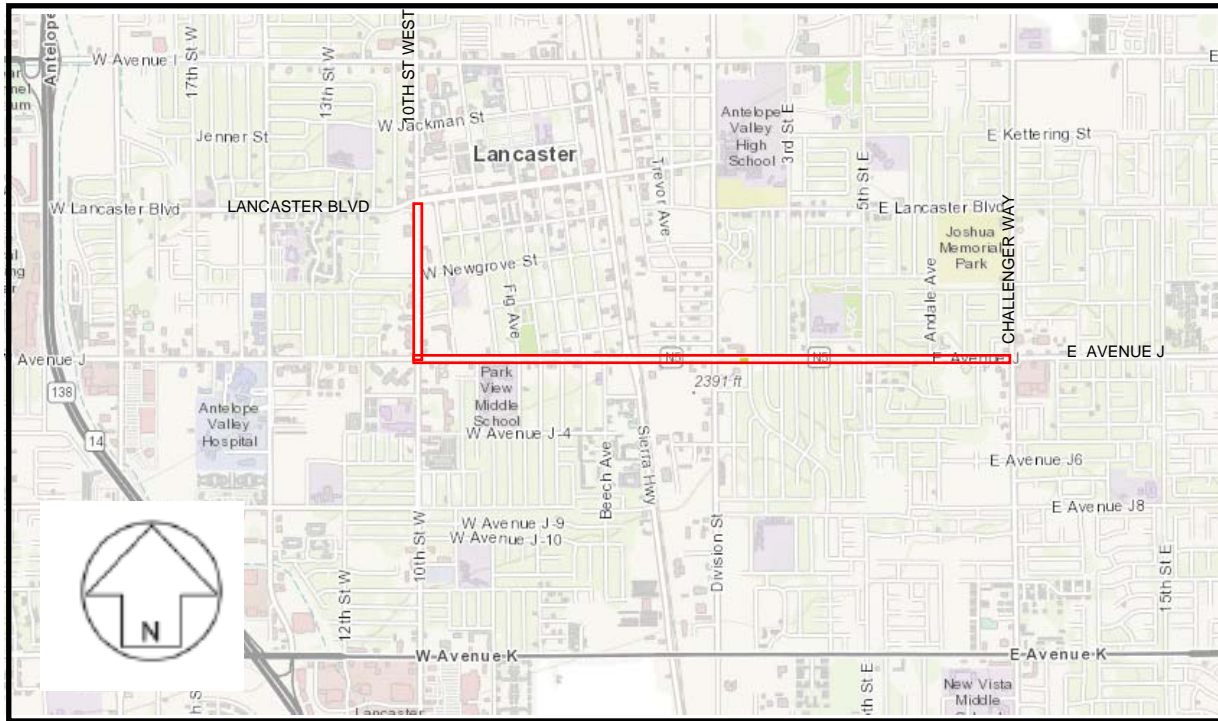 Antelope
W Avenue I
17th St W
13th St W
10TH ST WEST
Jenner St
W Jackman St
Lancaster
Trevor Ave
Antelope
Valley
High
School
3rd St E
5th St E
E Kettering St
W Lancaster Blvd
LANCASTER BLVD
E Lancaster Blvd
Joshua
Memorial
Park
CHALLENGER WAY
W Newgrove St
Fig Ave
Andale Ave
Avenue J
N5
N5
E Avenue J
E AVENUE J
2391 ft
138
14
Park
View
Middle
School
Antelope
Valley
Hospital
W Avenue J-4
Beech Ave
Sierra Hwy
E Avenue J6
E Avenue J8
W Avenue J-9
W Avenue J-10
10th St W
12th St W
Division St
15th St E
N
W Avenue K
E Avenue K
New Vista
Middle
Lancaster